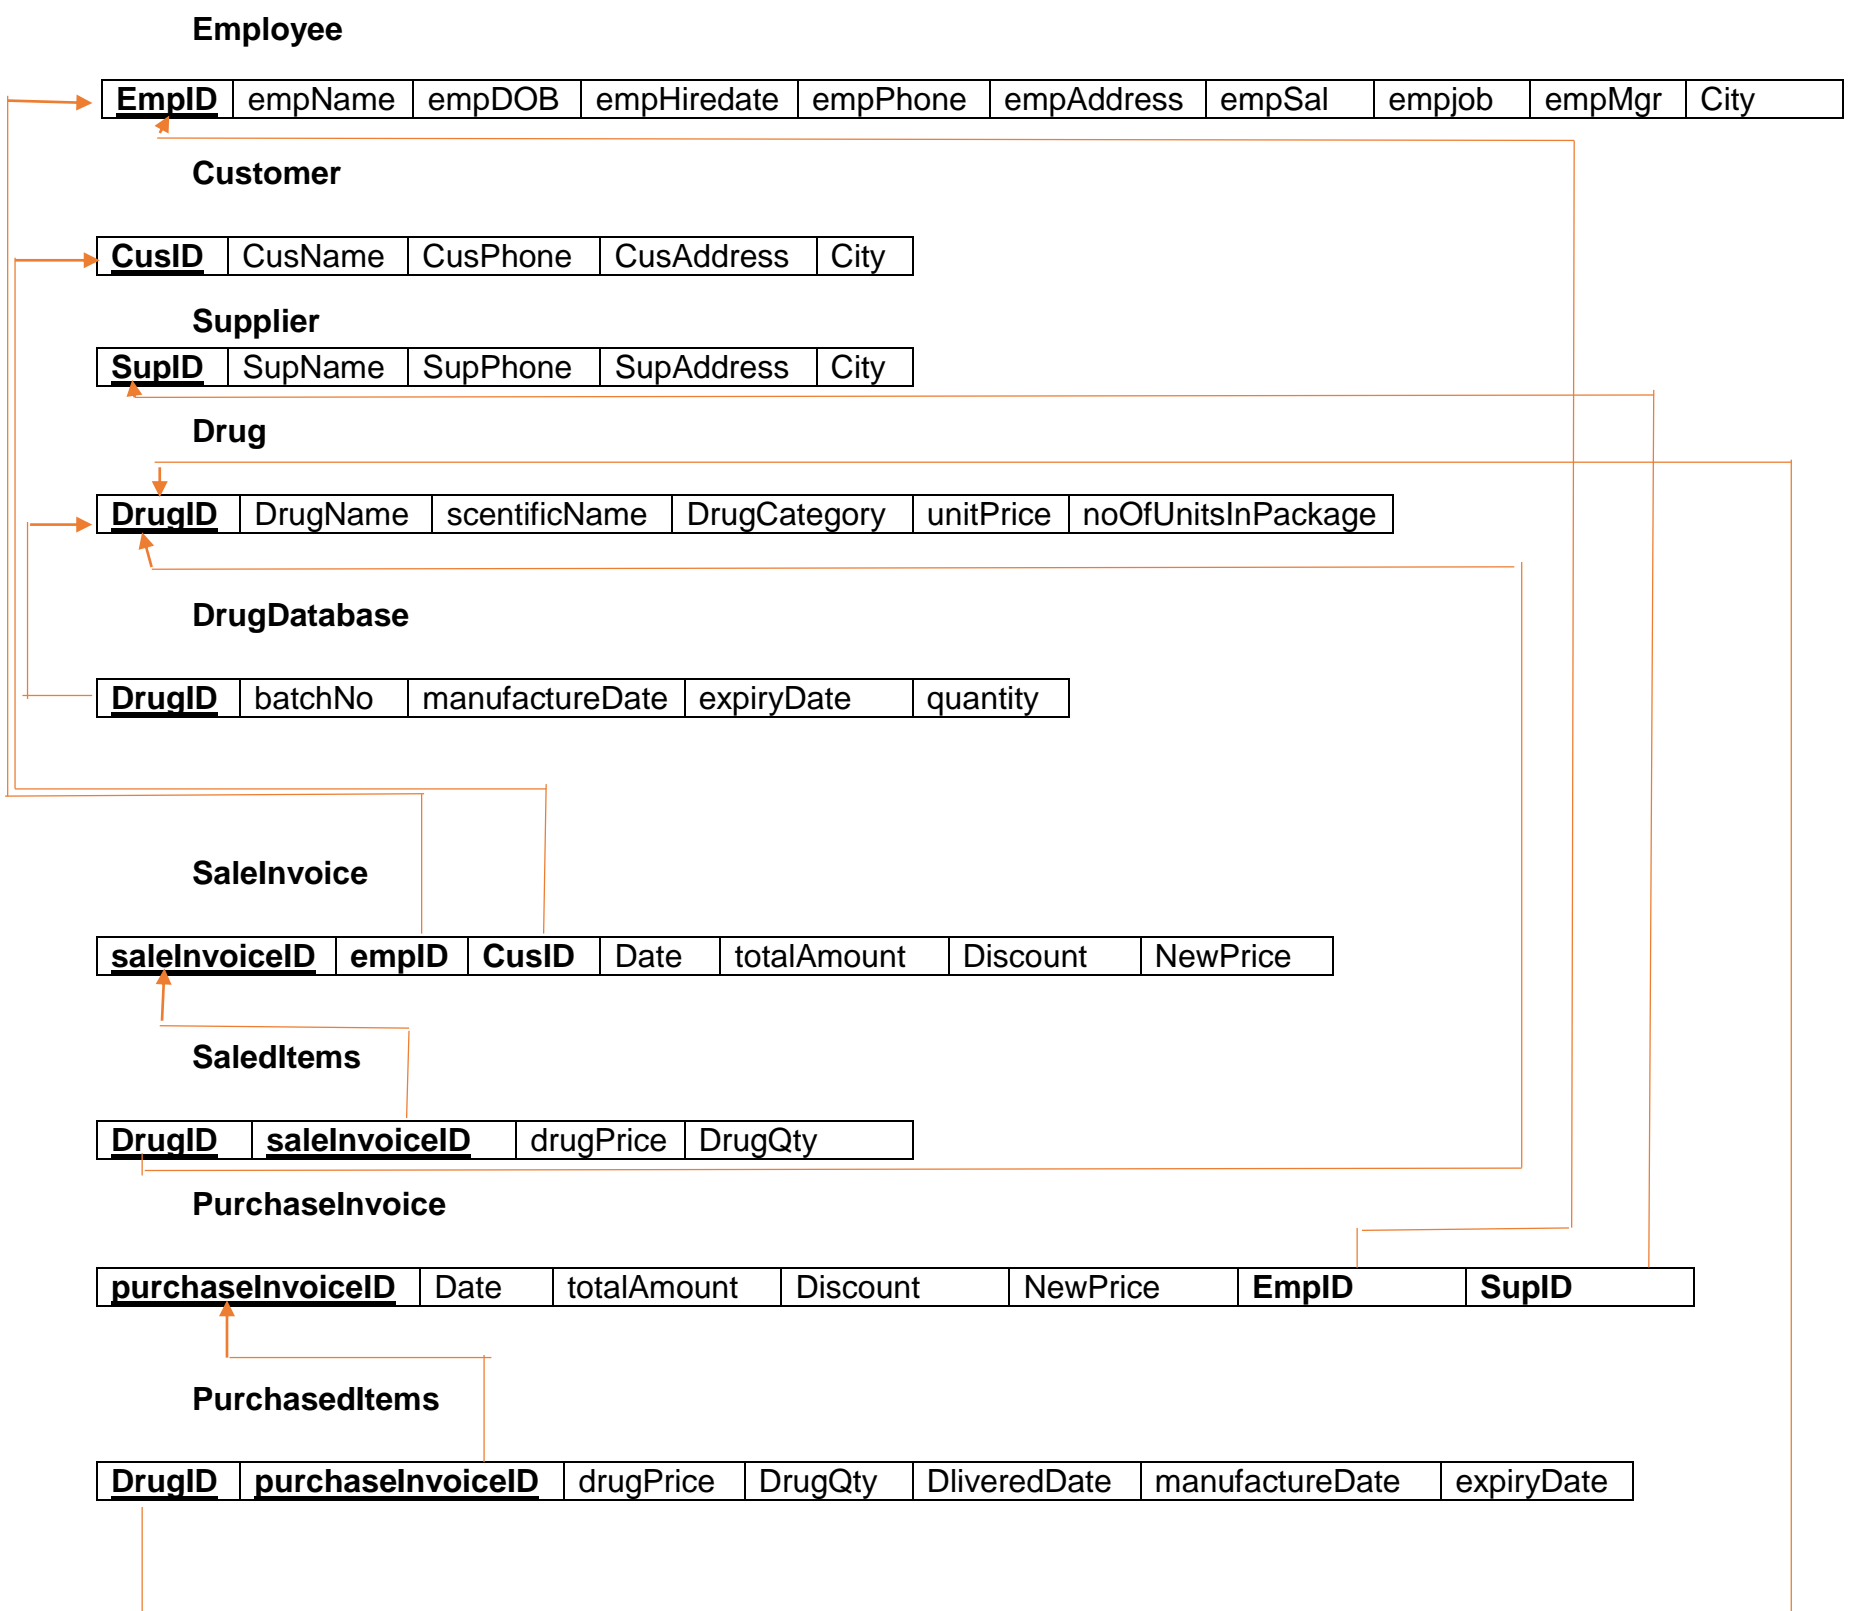 Employee
EmpID empName empDOB empHiredate empPhone empAddress empSal empjob empMgr City
Customer
CusID CusName CusPhone CusAddress City
Supplier
SupID SupName SupPhone SupAddress City
Drug
DrugID DrugName scentificName DrugCategory unitPrice noOfUnitsInPackage
DrugDatabase
DrugID batchNo manufactureDate expiryDate quantity
SaleInvoice
saleInvoiceID empID CusID Date totalAmount Discount NewPrice
SaledItems
DrugID saleInvoiceID drugPrice DrugQty
PurchaseInvoice
purchaseInvoiceID Date totalAmount Discount NewPrice EmpID SupID
PurchasedItems
DrugID purchaseInvoiceID drugPrice DrugQty DliveredDate manufactureDate expiryDate